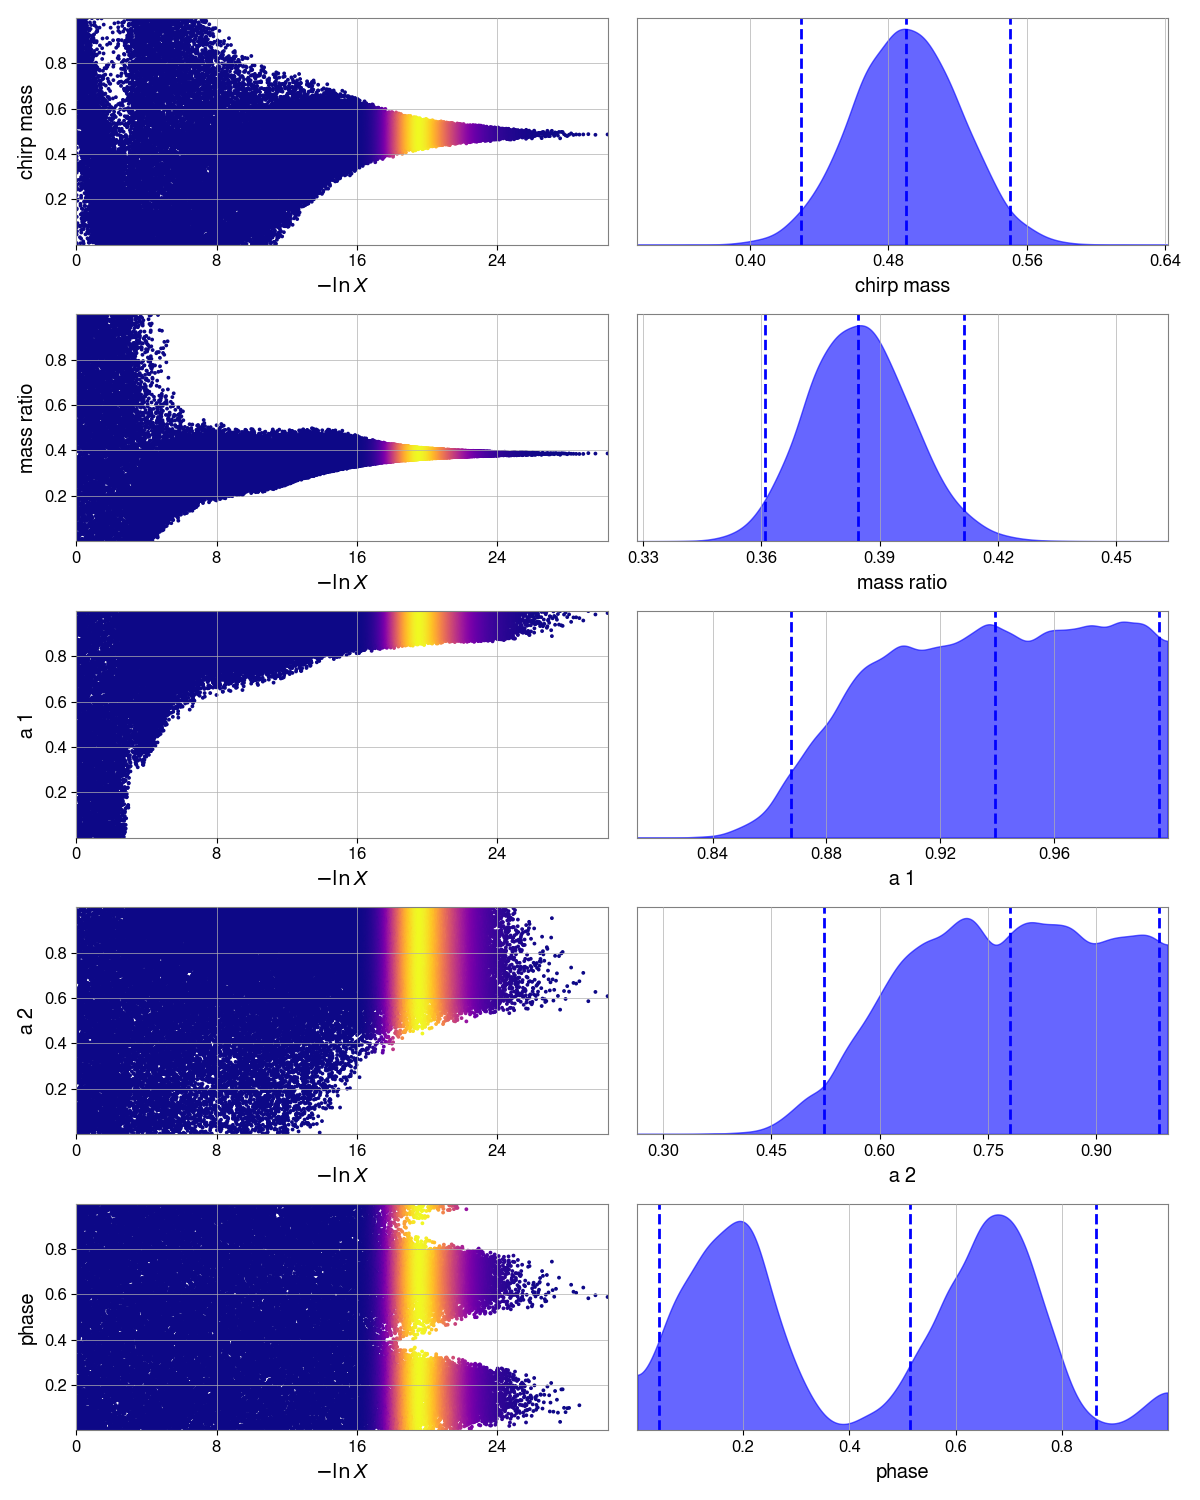 0.8
0.6
0.4
0.2
chirp mass
0 8 16 24
−ln X
0.40 0.48 0.56 0.64
chirp mass
0.8
0.6
0.4
0.2
mass ratio
0 8 16 24
−ln X
0.33 0.36 0.39 0.42 0.45
mass ratio
0.8
0.6
0.4
0.2
a 1
0 8 16 24
−ln X
0.84 0.88 0.92 0.96
a 1
0.8
0.6
0.4
0.2
a 2
0 8 16 24
−ln X
0.30 0.45 0.60 0.75 0.90
a 2
0.8
0.6
0.4
0.2
phase
0 8 16 24
−ln X
0.2 0.4 0.6 0.8
phase